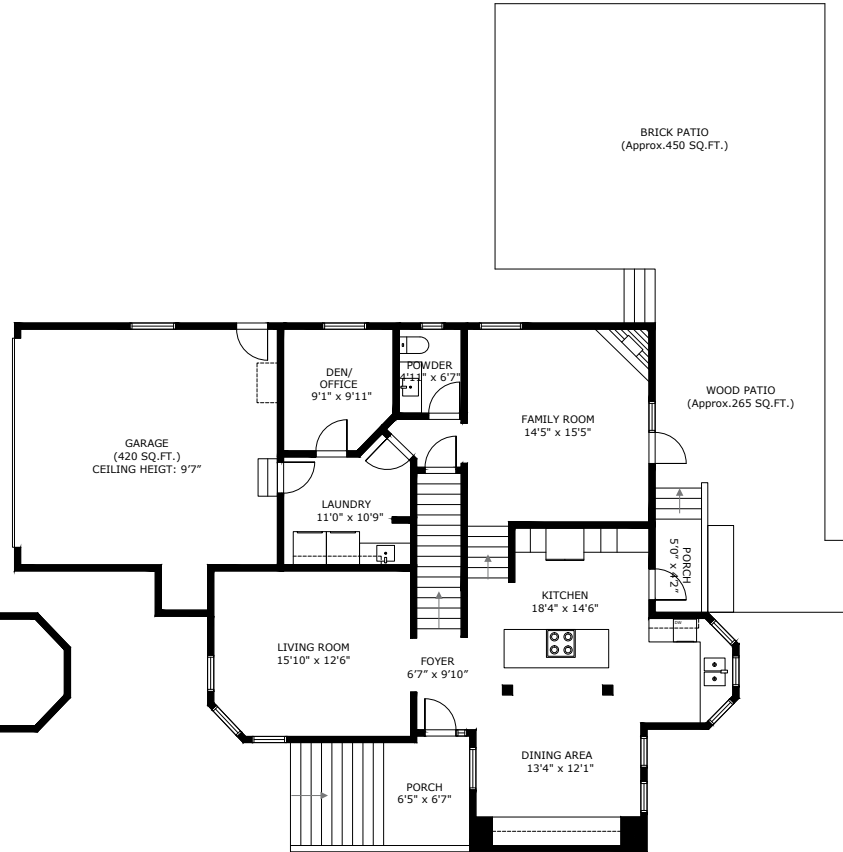 BRICK PATIO
(Approx.450 SQ.FT.)
DEN/
OFFICE
9'1" x 9'11"
POWDER
4'11" x 6'7"
WOOD PATIO
(Approx.265 SQ.FT.)
FAMILY ROOM
14'5" x 15'5"
GARAGE
(420 SQ.FT.)
CEILING HEIGT: 9'7”
LAUNDRY
11'0" x 10'9"
PORCH
5'0" x 4'2"
KITCHEN
18'4" x 14'6"
DW
LIVING ROOM
15'10" x 12'6"
FOYER
6’7” x 9’10”
DINING AREA
13'4" x 12'1"
PORCH
6'5" x 6'7"